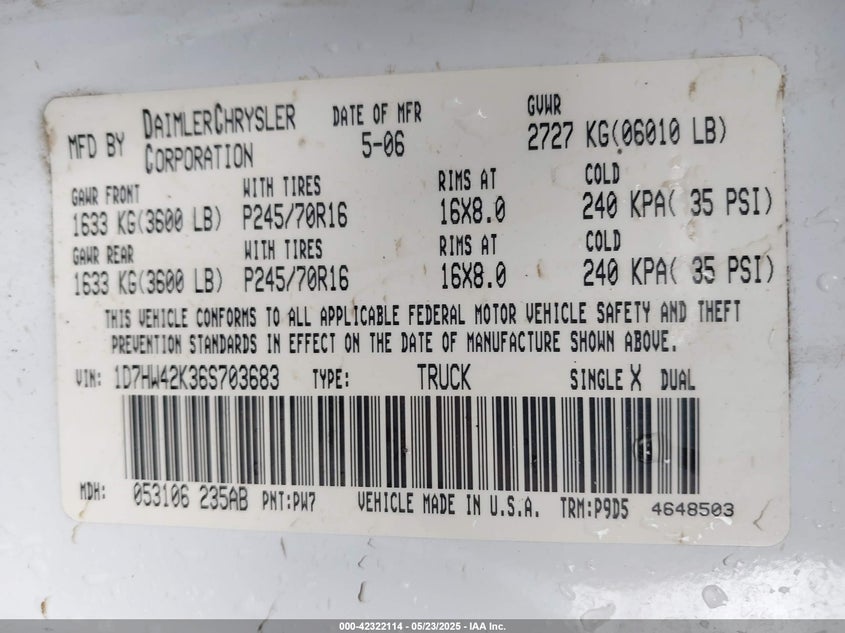 MFD BY DAIMLERCHRYSLER CORPORATION DATE OF MFR 5-06 GVWR 2727 KG(06010 LB)
GAWR FRONT WITH TIRES RIMS AT COLD
1633 KG(3600 LB) P245/70R16 16X8.0 240 KPA( 35 PSI)
GAWR REAR WITH TIRES RIMS AT COLD
1633 KG(3600 LB) P245/70R16 16X8.0 240 KPA( 35 PSI)
THIS VEHICLE CONFORMS TO ALL APPLICABLE FEDERAL MOTOR VEHICLE SAFETY AND THEFT
PREVENTION STANDARDS IN EFFECT ON THE DATE OF MANUFACTURE SHOWN ABOVE.
VIN: 1D7HW42K36S703683 TYPE: TRUCK SINGLE X DUAL
MDH: 053106 235AB PNT:PW7 VEHICLE MADE IN U.S.A. TRM:P9D5 4648503
000-42322114 - 05/23/2025 - IAA Inc.